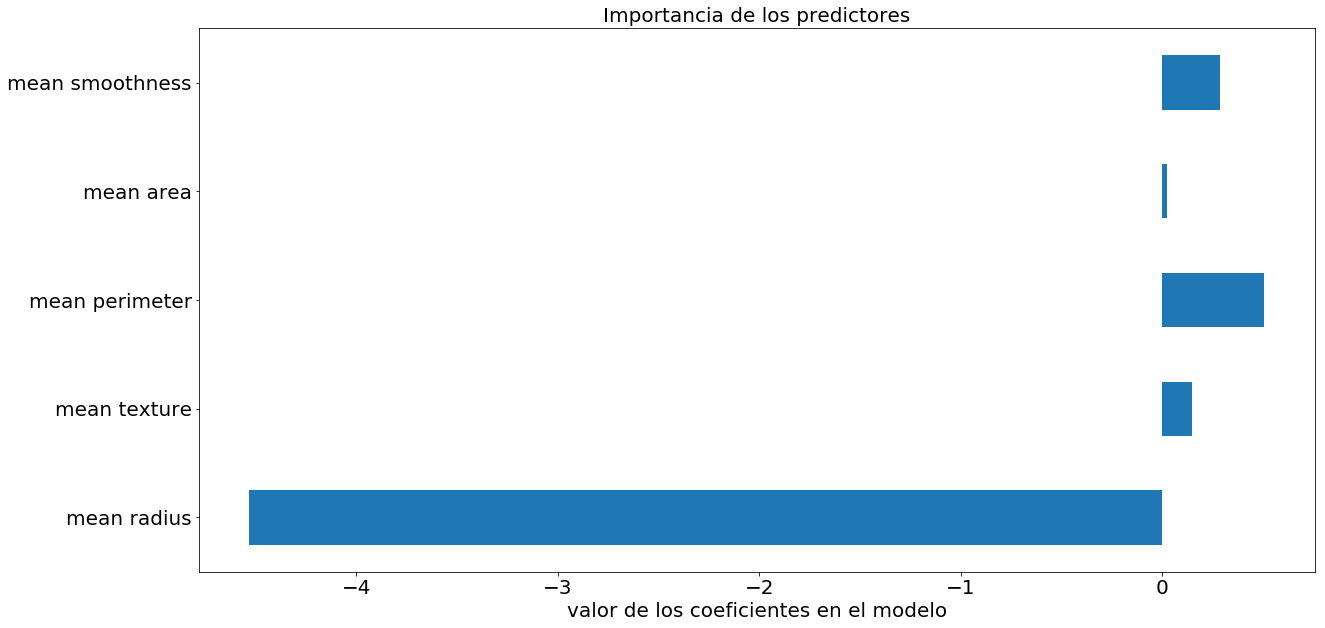 Importancia de los predictores
mean smoothness
mean area
mean perimeter
mean texture
mean radius
−4 −3 −2 −1 0
valor de los coeficientes en el modelo